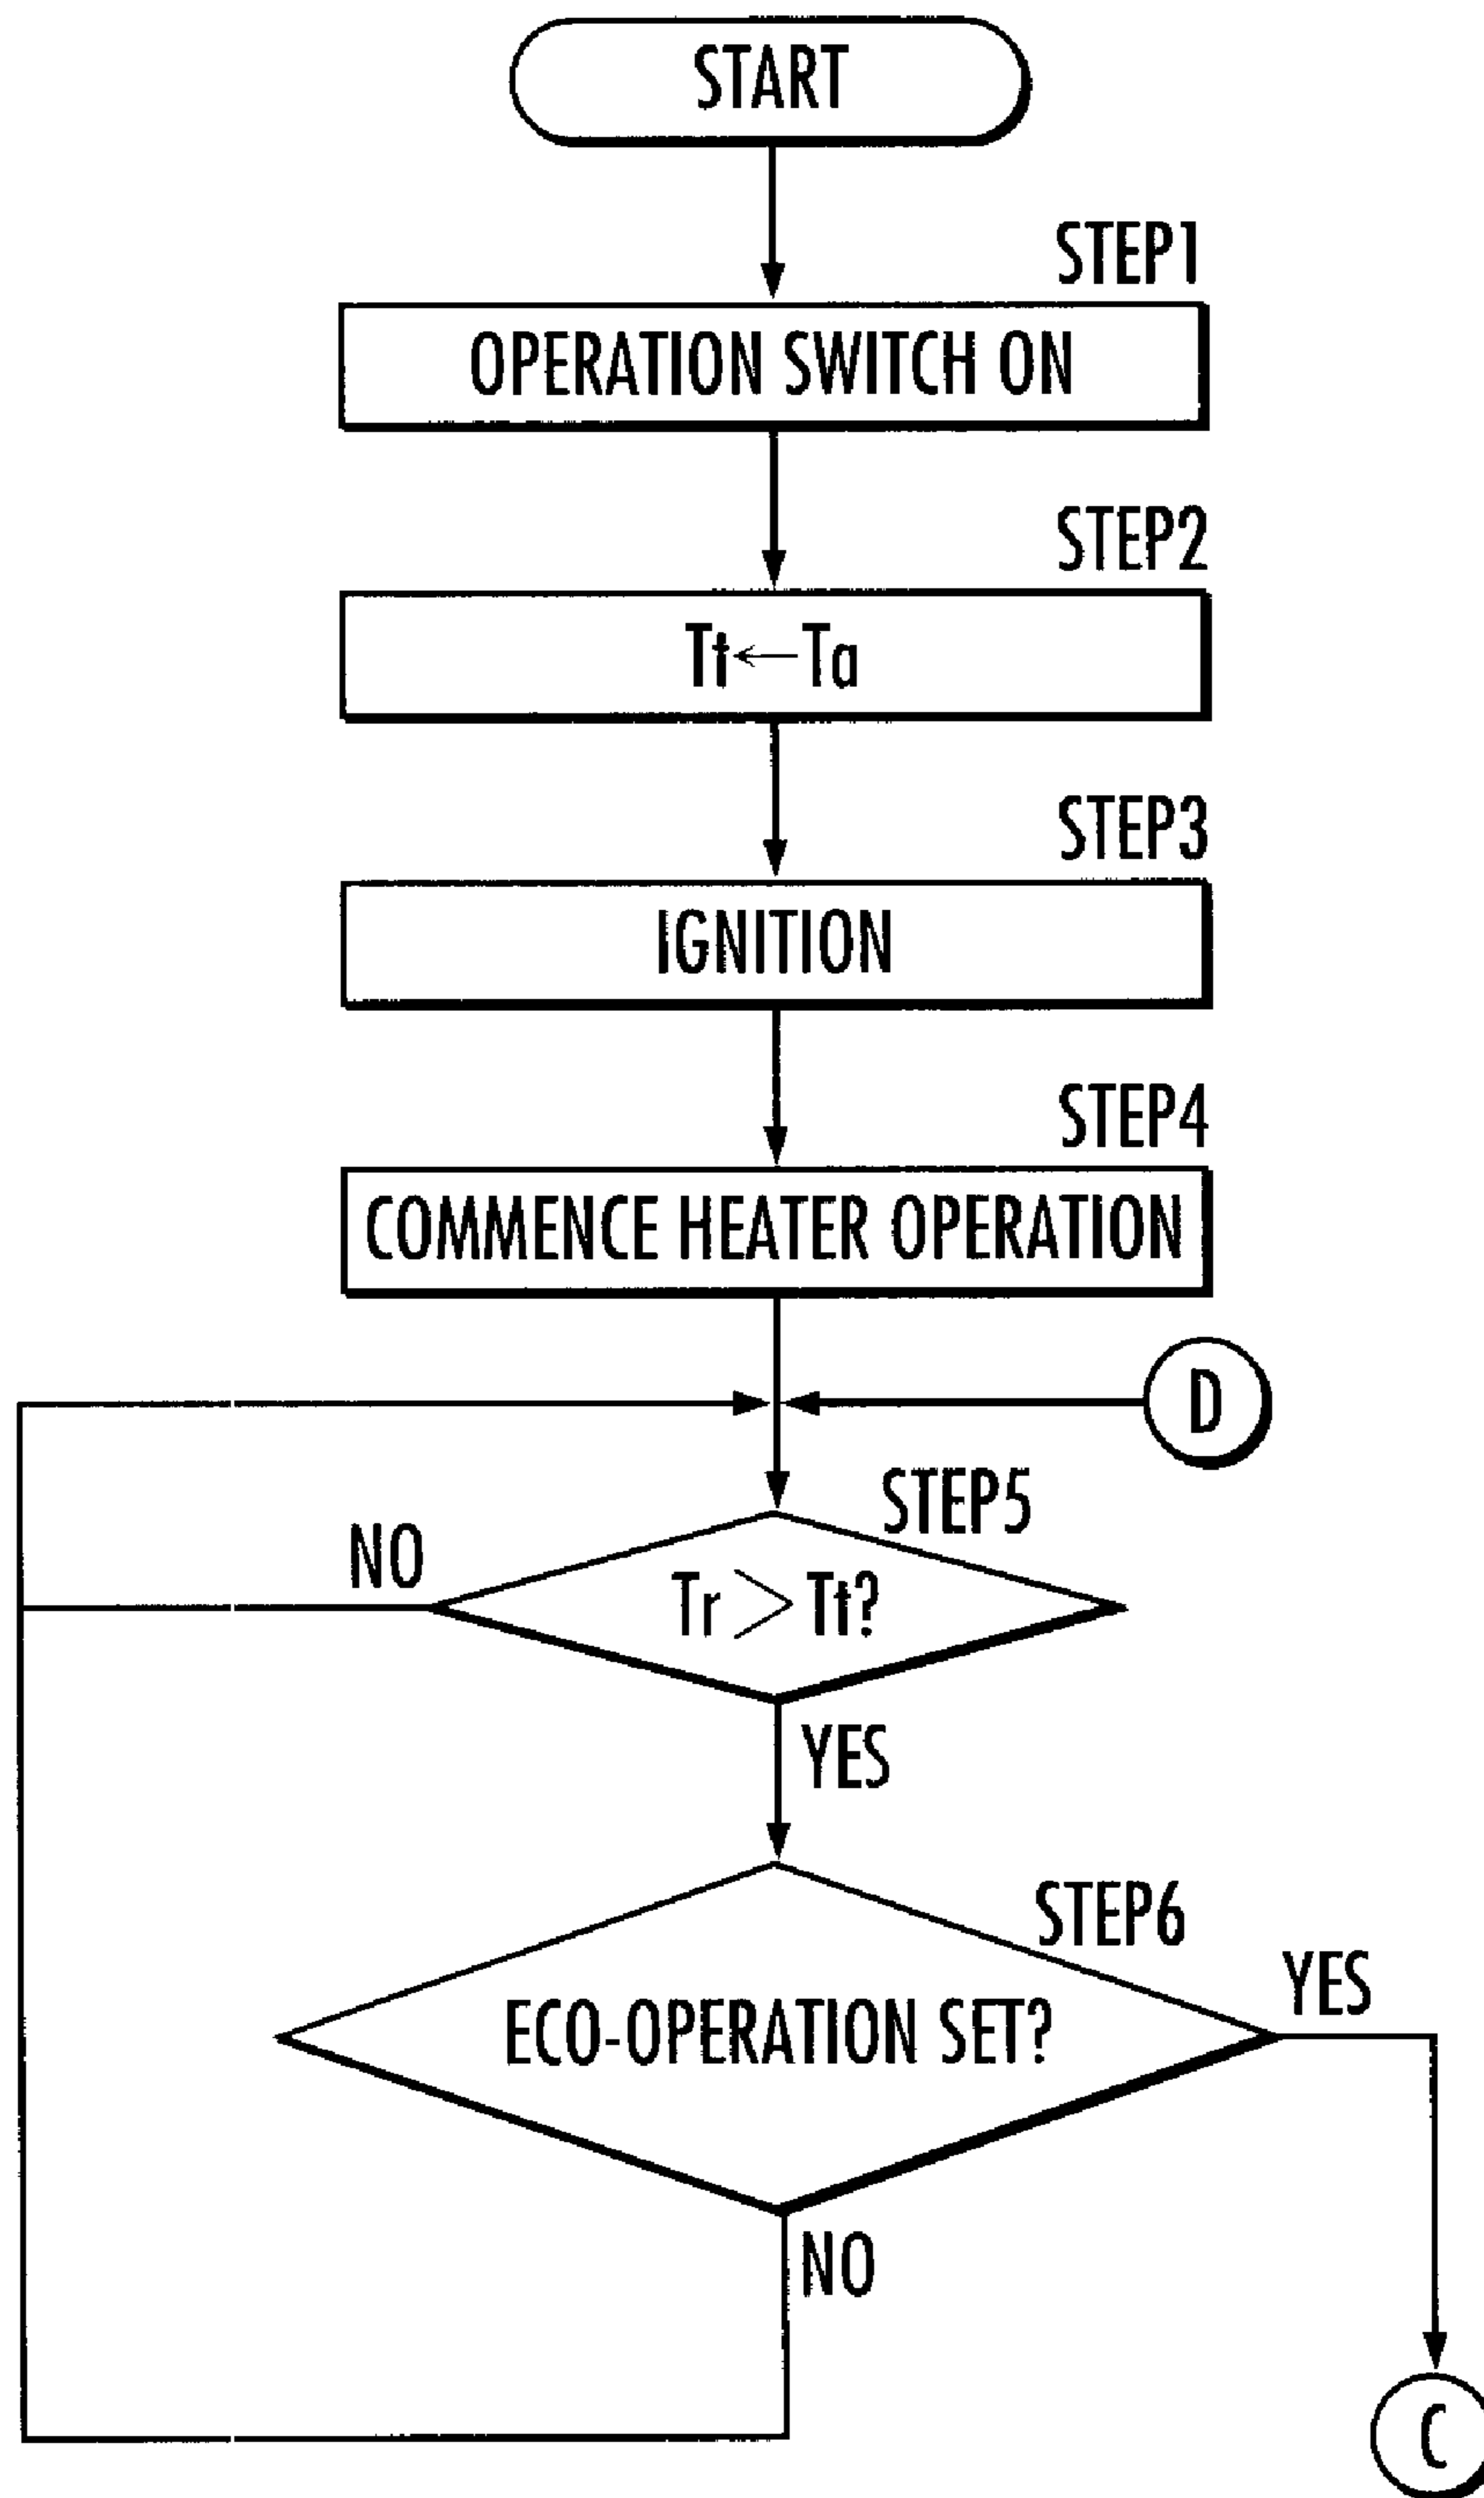 START
STEP1
OPERATION SWITCH ON
STEP2
Tt←Ta
STEP3
IGNITION
STEP4
COMMENCE HEATER OPERATION
D
STEP5
NO
Tr>Tt?
YES
STEP6
YES
ECO-OPERATION SET?
NO
C